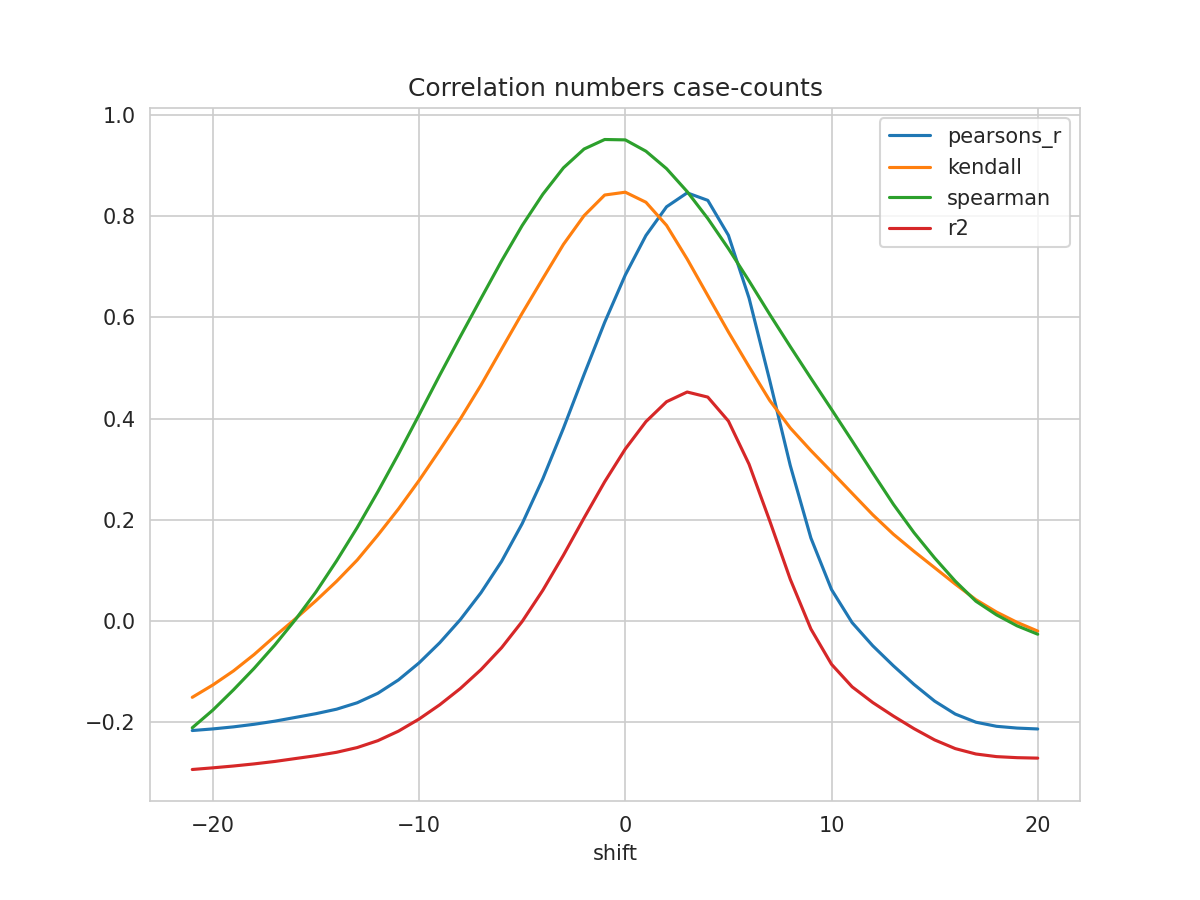 Correlation numbers case-counts
1.0
0.8
0.6
0.4
0.2
0.0
−0.2
pearsons_r
kendall
spearman
r2
−20 −10 0 10 20
shift